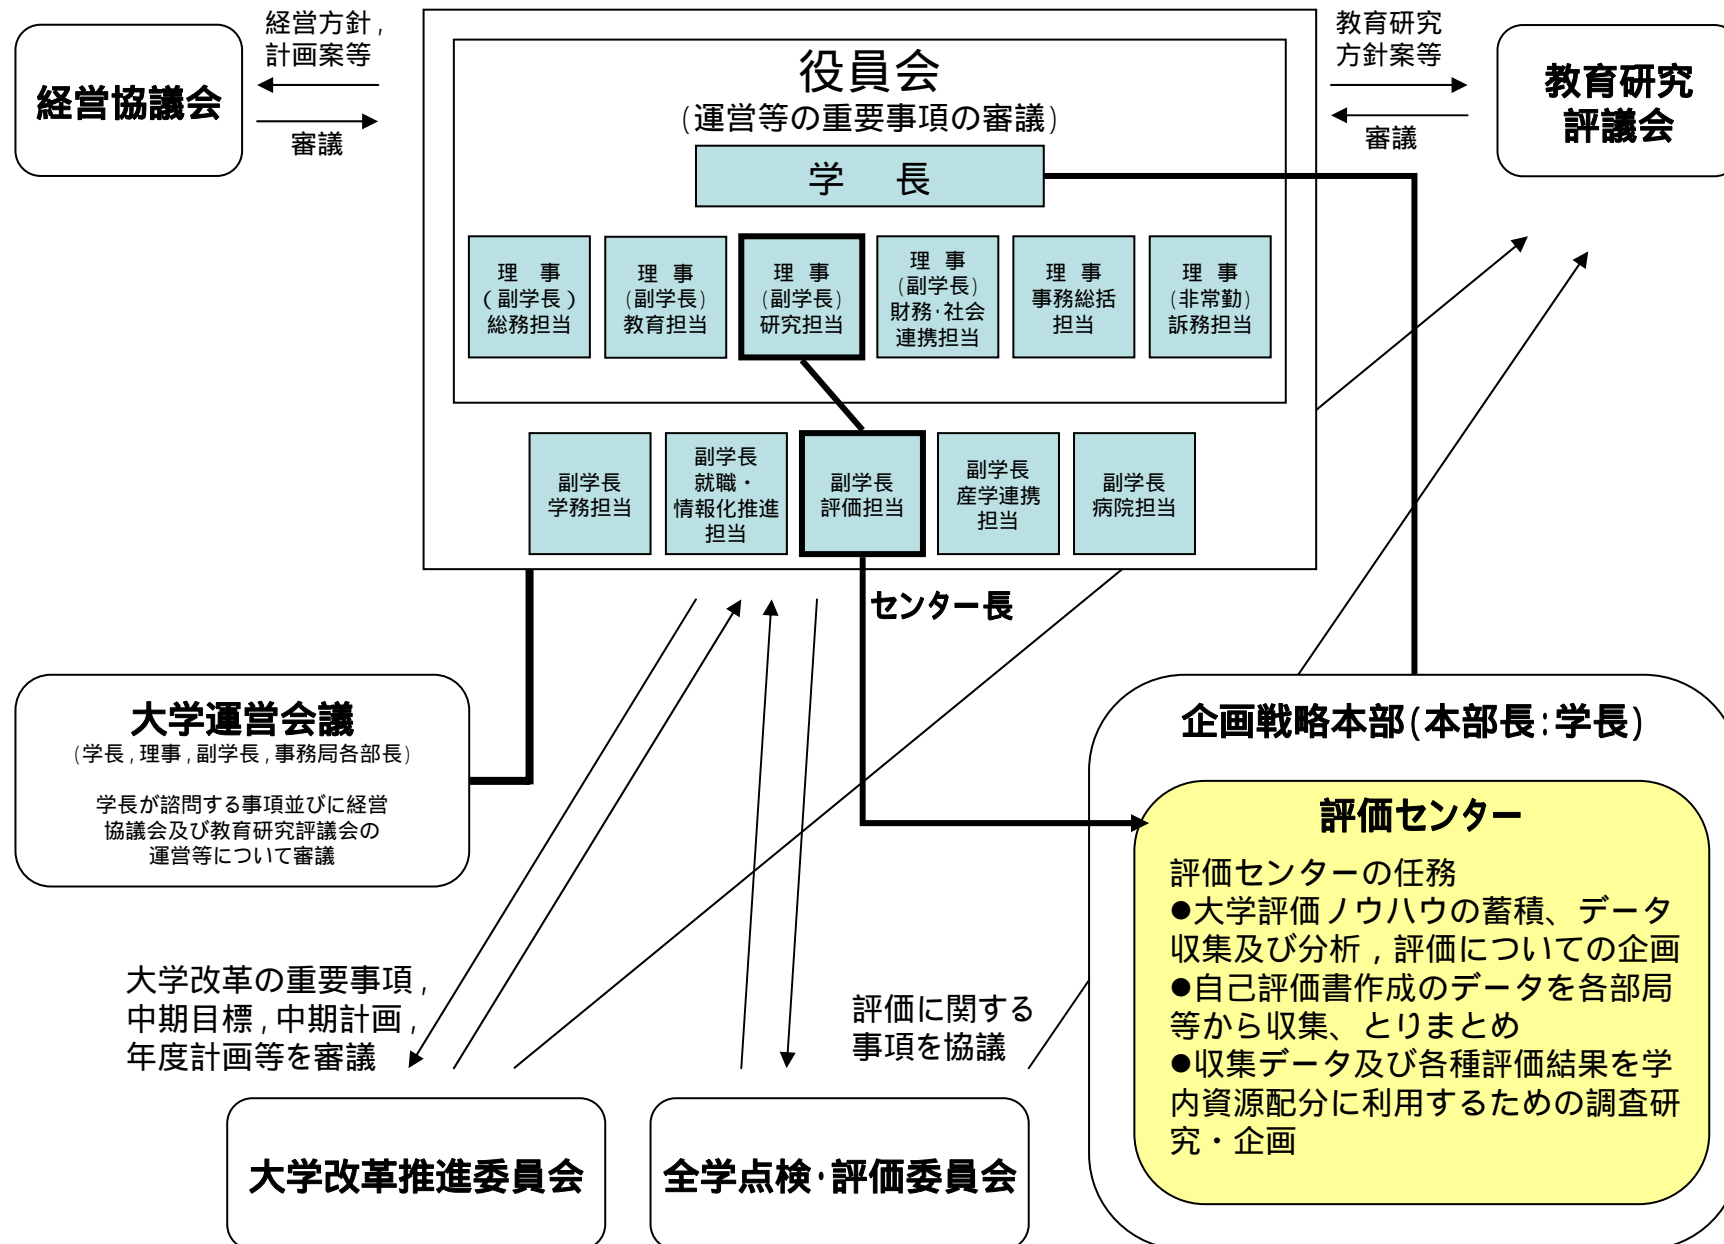 経営方針，
計画案等
経営協議会
審議
役員会
(運営等の重要事項の審議)
学 長
教育研究
方針案等
審議
教育研究
評議会
理 事
(副学長)
総務担当
理 事
(副学長)
教育担当
理 事
(副学長)
研究担当
理 事
(副学長)
財務・社会
連携担当
理 事
事務総括
担当
理 事
(非常勤)
訴務担当
副学長
学務担当
副学長
就職・
情報化推進
担当
副学長
評価担当
副学長
産学連携
担当
副学長
病院担当
センター長
大学運営会議
(学長，理事，副学長，事務局各部長)
学長が諮問する事項並びに経営
協議会及び教育研究評議会の
運営等について審議
企画戦略本部(本部長：学長)
評価センター
評価センターの任務
●大学評価ノウハウの蓄積、データ
収集及び分析，評価についての企画
●自己評価書作成のデータを各部局
等から収集、とりまとめ
●収集データ及び各種評価結果を学
内資源配分に利用するための調査研
究・企画
大学改革の重要事項，
中期目標，中期計画，
年度計画等を審議
評価に関する
事項を協議
大学改革推進委員会
全学点検・評価委員会